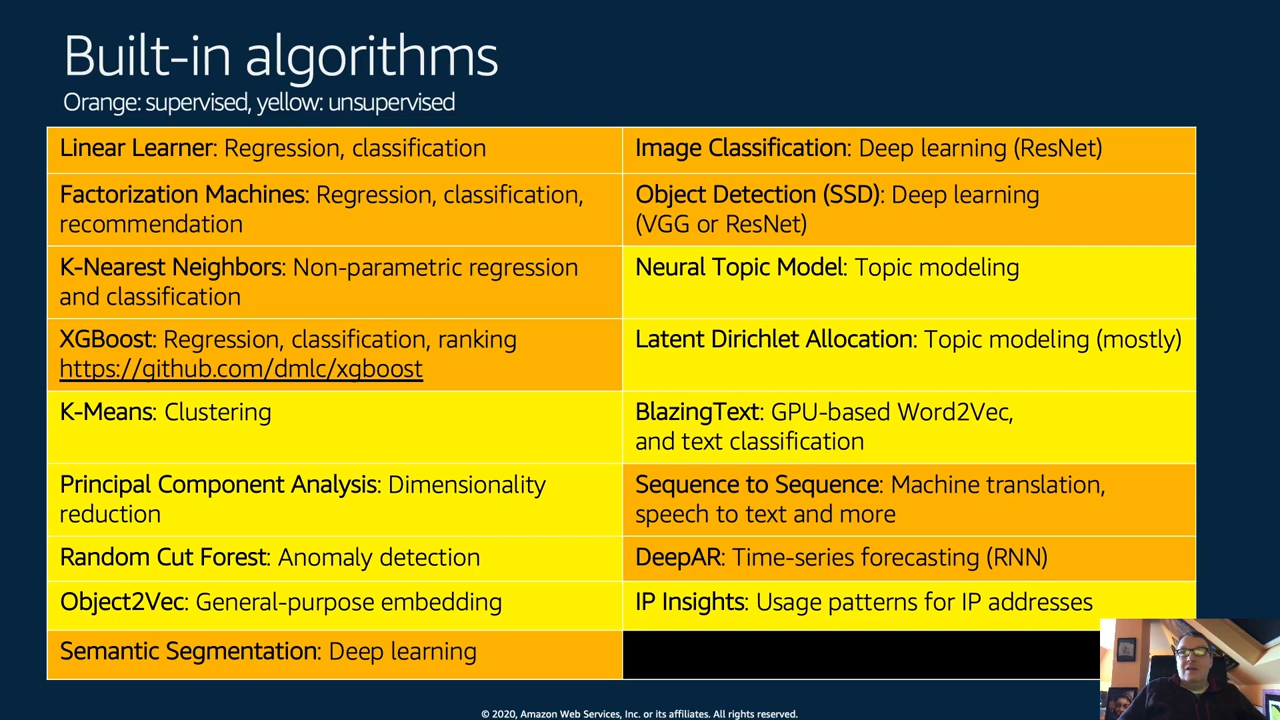 Built-in algorithms
Orange: supervised, yellow: unsupervised
Linear Learner: Regression, classification
Image Classification: Deep learning (ResNet)
Factorization Machines: Regression, classification,
recommendation
Object Detection (SSD): Deep learning
(VGG or ResNet)
K-Nearest Neighbors: Non-parametric regression
and classification
Neural Topic Model: Topic modeling
XGBoost: Regression, classification, ranking
https://github.com/dmlc/xgboost
Latent Dirichlet Allocation: Topic modeling (mostly)
K-Means: Clustering
BlazingText: GPU-based Word2Vec,
and text classification
Principal Component Analysis: Dimensionality
reduction
Sequence to Sequence: Machine translation,
speech to text and more
Random Cut Forest: Anomaly detection
DeepAR: Time-series forecasting (RNN)
Object2Vec: General-purpose embedding
IP Insights: Usage patterns for IP addresses
Semantic Segmentation: Deep learning
© 2020, Amazon Web Services, Inc. or its affiliates. All rights reserved.